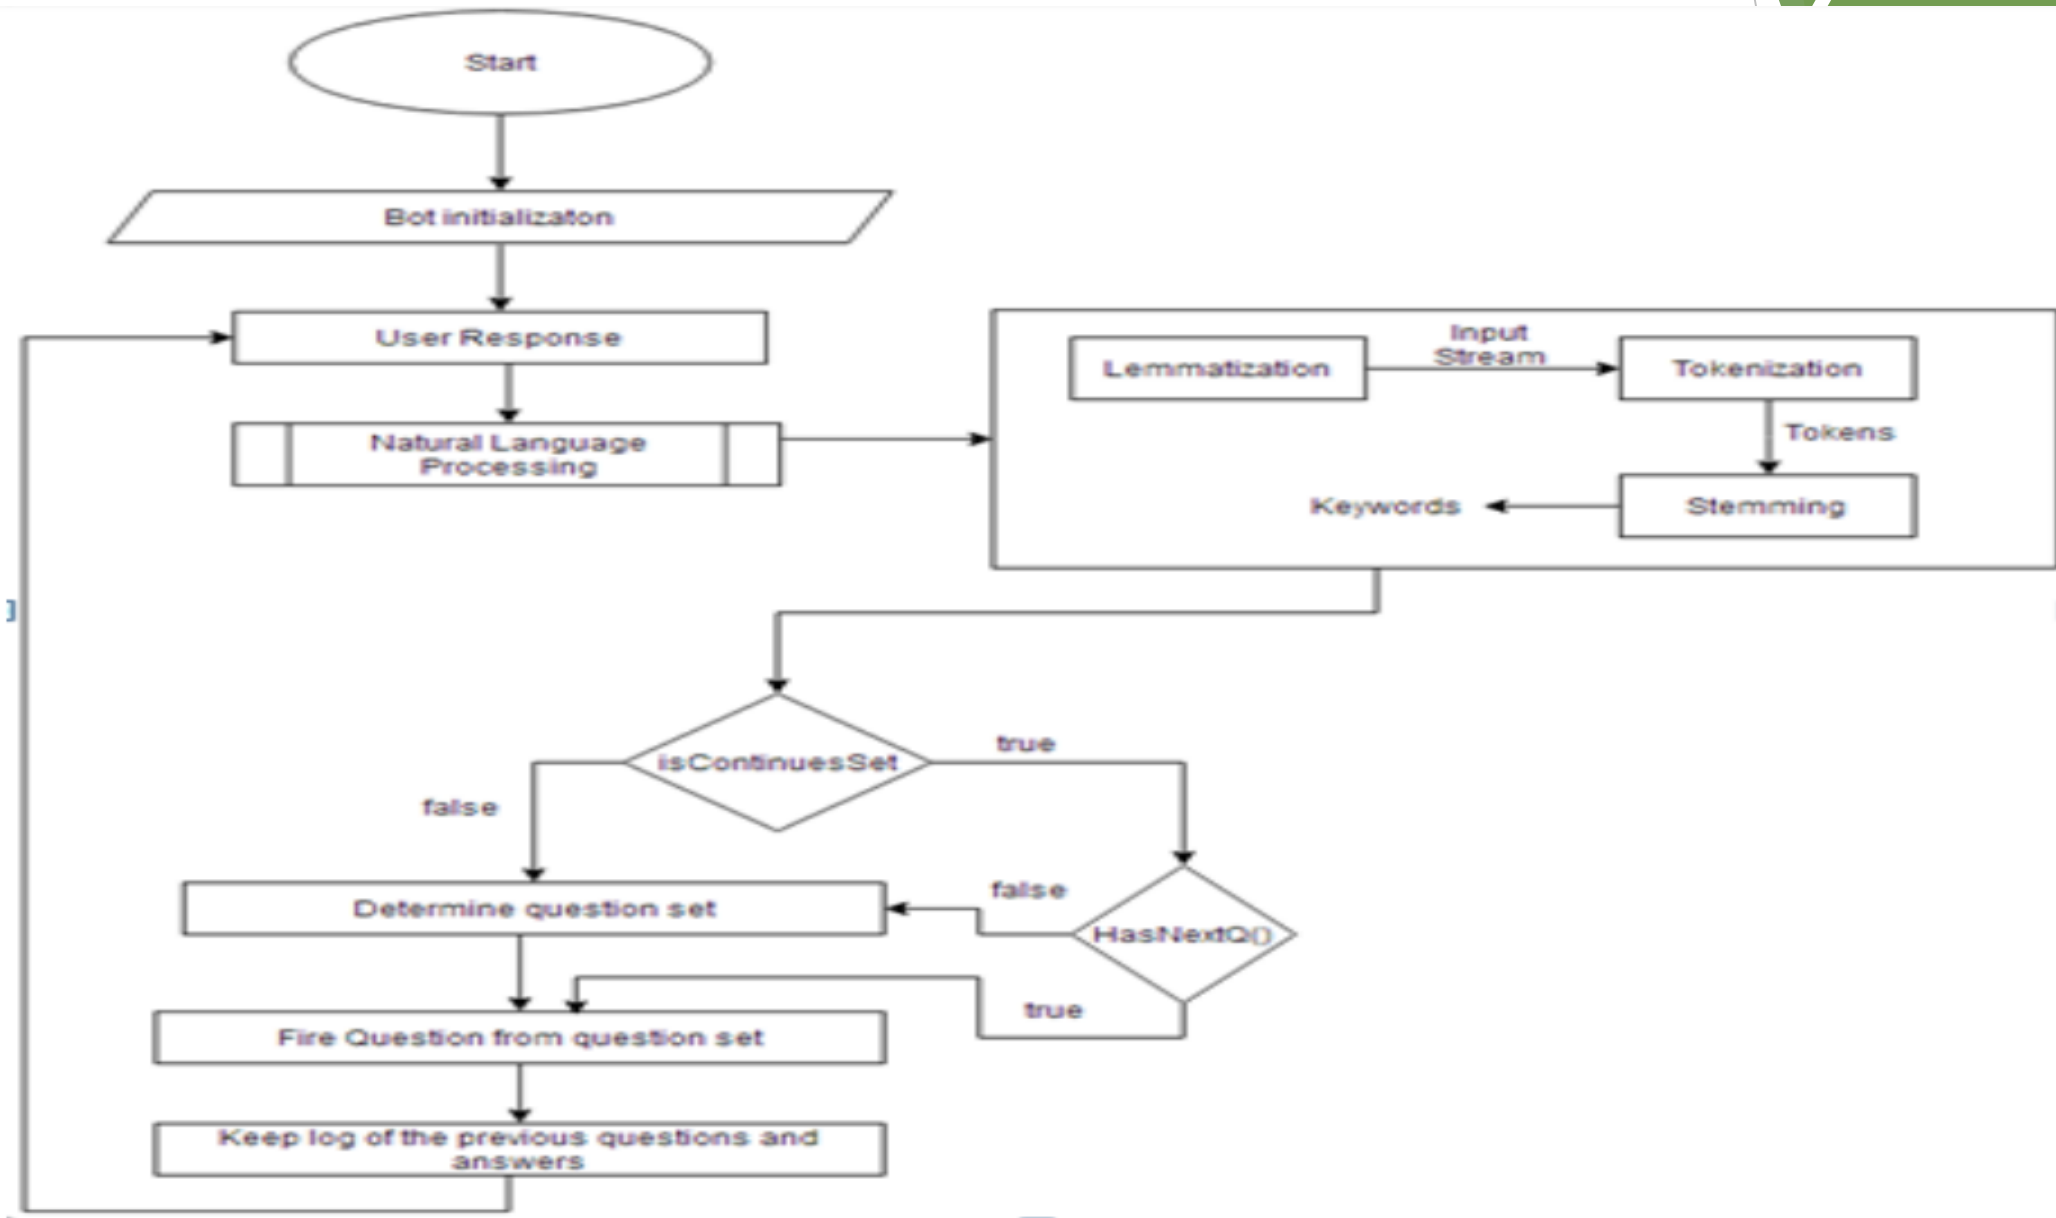 Start
Bot initializaton
User Response
Natural Language
Processing
Lemmatization
Input
Stream
Tokenization
Tokens
Stemming
Keywords
isContinuesSet
true
false
Determine question set
false
HasNextQ()
true
Fire Question from question set
Keep log of the previous questions and
answers